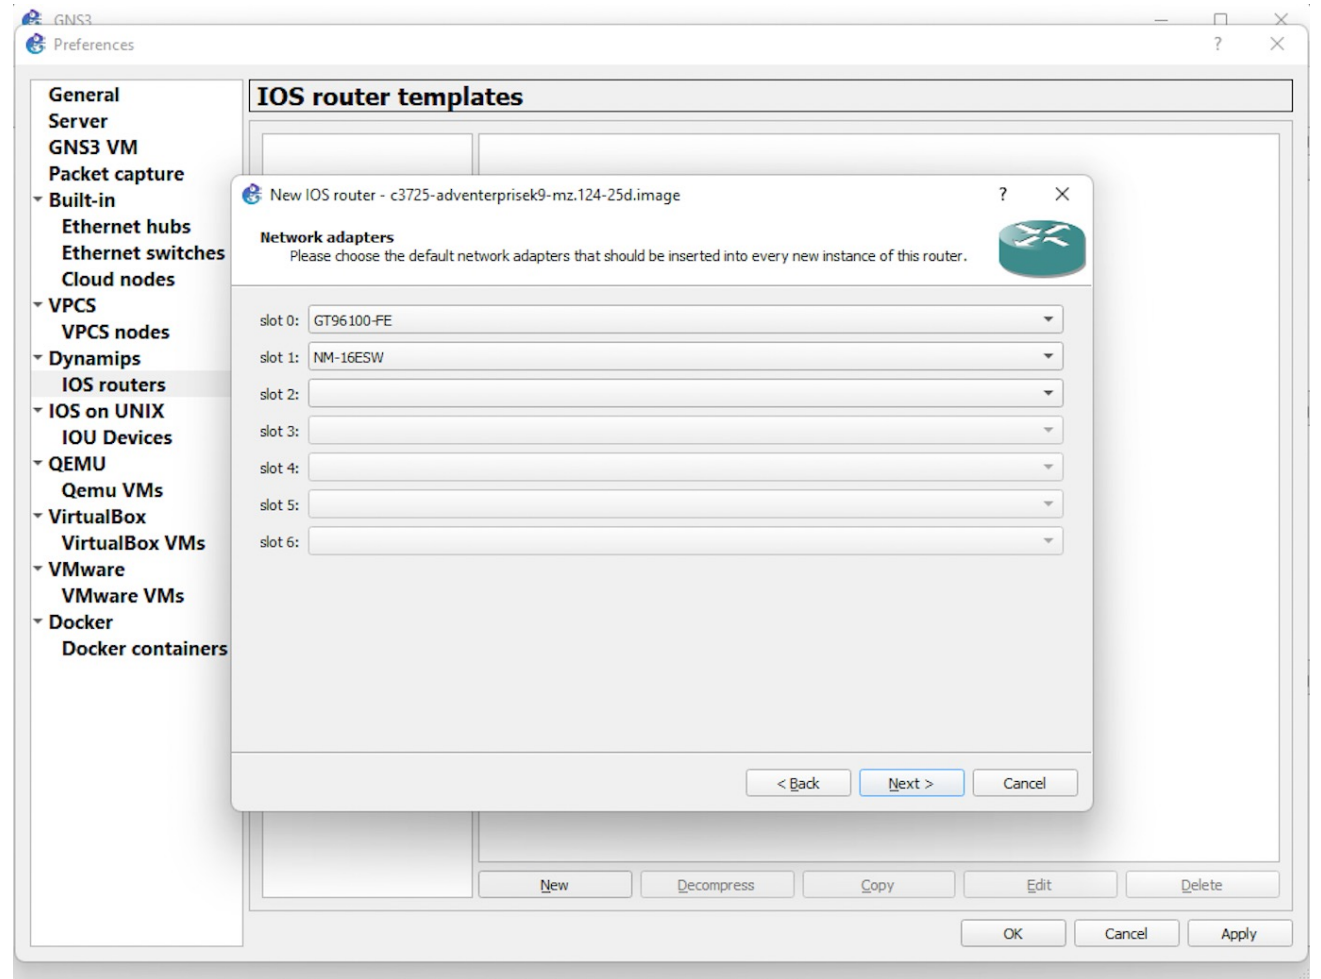 GNS3
Preferences
General
Server
GNS3 VM
Packet capture
Built-in
Ethernet hubs
Ethernet switches
Cloud nodes
VPCS
VPCS nodes
Dynamips
IOS routers
IOS on UNIX
IOU Devices
QEMU
Qemu VMs
VirtualBox
VirtualBox VMs
VMware
VMware VMs
Docker
Docker containers
IOS router templates
New IOS router - c3725-adventerprisek9-mz.124-25d.image
Network adapters
Please choose the default network adapters that should be inserted into every new instance of this router.
slot 0: GT96100-FE
slot 1: NM-16ESW
slot 2:
slot 3:
slot 4:
slot 5:
slot 6:
< Back Next > Cancel
New Decompress Copy Edit Delete
OK Cancel Apply